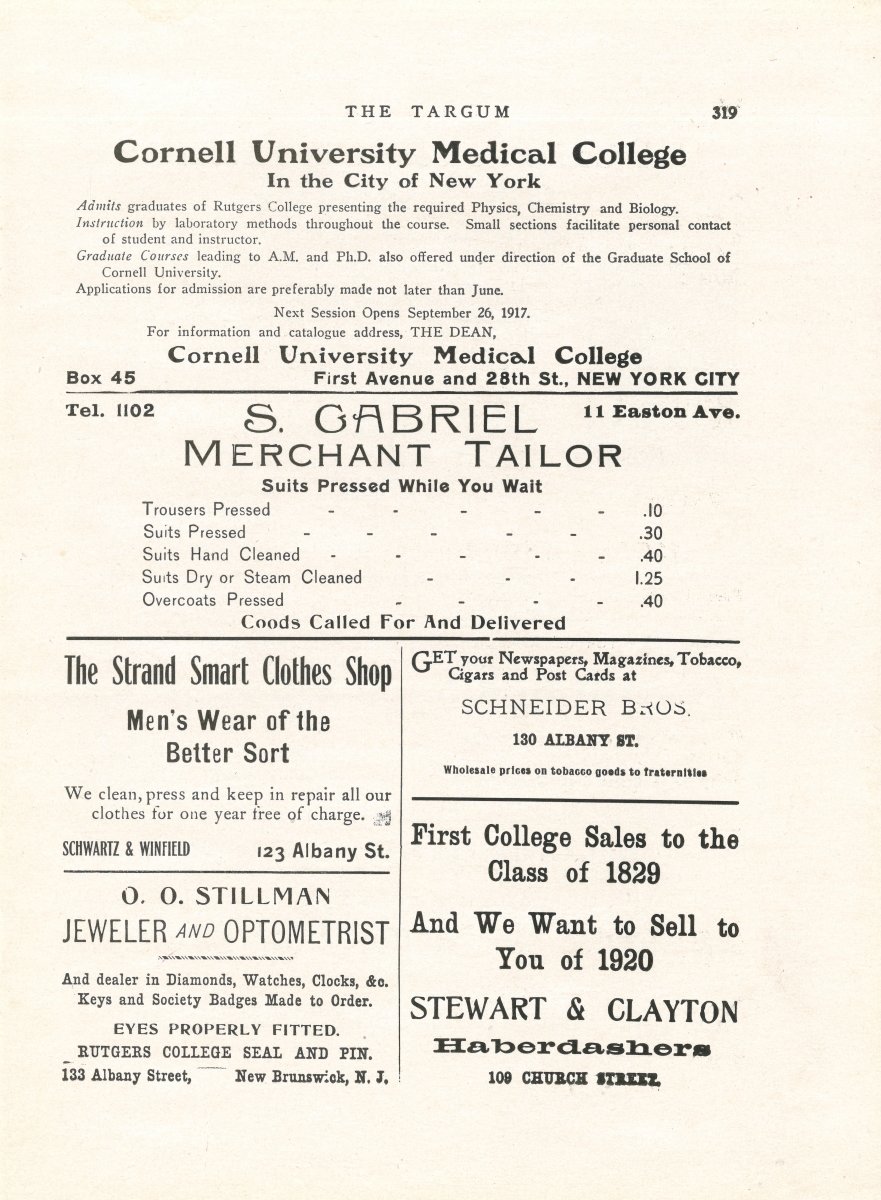 THE TARGUM 319
Cornell University Medical College
In the City of New York
Admits graduates of Rutgers College presenting the required Physics, Chemistry and Biology.
Instruction by laboratory methods throughout the course. Small sections facilitate personal contact
of student and instructor.
Graduate Courses leading to A.M. and Ph.D. also offered under direction of the Graduate School of
Cornell University.
Applications for admission are preferably made not later than June.
Next Session Opens September 26, 1917.
For information and catalogue address, THE DEAN,
Cornell University Medical College
Box 45 First Avenue and 28th St., NEW YORK CITY
Tel. 1102 S. GABRIEL 11 Easton Ave.
MERCHANT TAILOR
Suits Pressed While You Wait
Trousers Pressed - - - - - .10
Suits Pressed - - - - - .30
Suits Hand Cleaned - - - - - .40
Suits Dry or Steam Cleaned - - - 1.25
Overcoats Pressed - - - - .40
Goods Called For And Delivered
The Strand Smart Clothes Shop
Men's Wear of the
Better Sort
We clean, press and keep in repair all our
clothes for one year free of charge.
SCHWARTZ & WINFIELD 123 Albany St.
O. O. STILLMAN
JEWELER AND OPTOMETRIST
And dealer in Diamonds, Watches, Clocks, &c.
Keys and Society Badges Made to Order.
EYES PROPERLY FITTED.
RUTGERS COLLEGE SEAL AND PIN.
133 Albany Street, New Brunswick, N. J.
GET your Newspapers, Magazines, Tobacco,
Cigars and Post Cards at
SCHNEIDER BROS.
130 ALBANY ST.
Wholesale prices on tobacco goods to fraternities
First College Sales to the
Class of 1829
And We Want to Sell to
You of 1920
STEWART & CLAYTON
Haberdashers
109 CHURCH STREET.